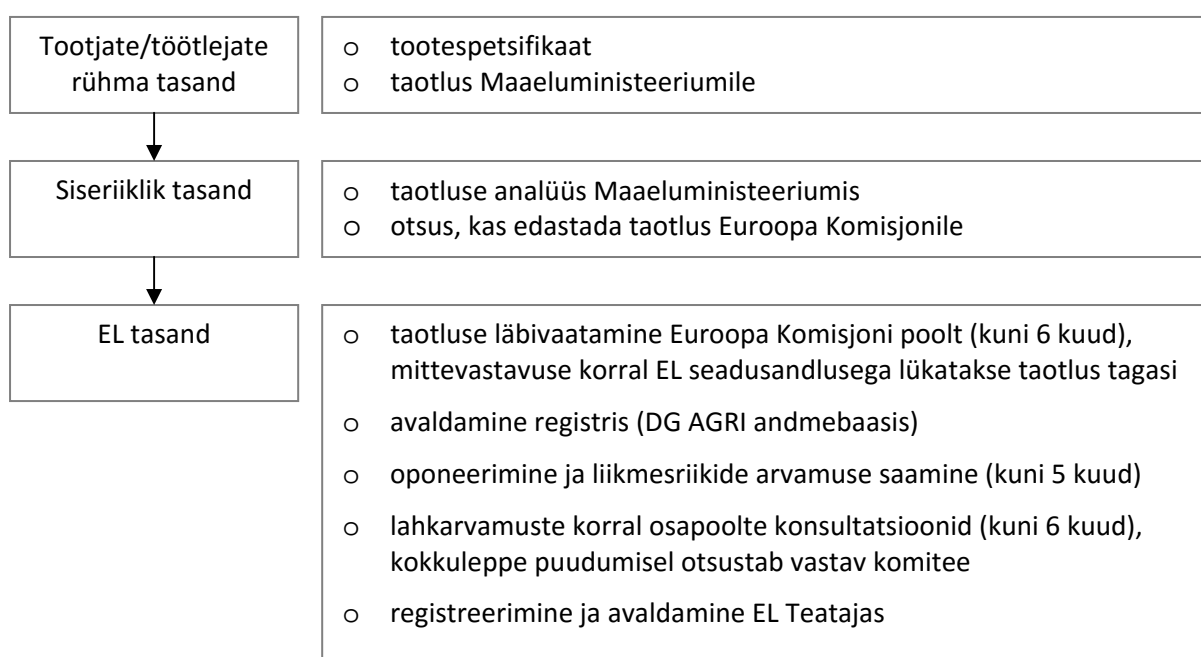 Tootjate/töötlejate
rühma tasand
o tootespetsifikaat
o taotlus Maaeluministeeriumile
Siseriiklik tasand
o taotluse analüüs Maaeluministeeriumis
o otsus, kas edastada taotlus Euroopa Komisjonile
EL tasand
o taotluse läbivaatamine Euroopa Komisjoni poolt (kuni 6 kuud),
mittevastavuse korral EL seadusandlusega lükatakse taotlus tagasi
o avaldamine registris (DG AGRI andmebaasis)
o oponeerimine ja liikmesriikide arvamuse saamine (kuni 5 kuud)
o lahkarvamuste korral osapoolte konsultatsioonid (kuni 6 kuud),
kokkuleppe puudumisel otsustab vastav komitee
o registreerimine ja avaldamine EL Teatajas